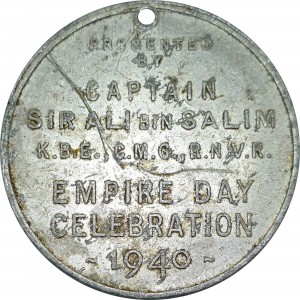 PRESENTED
BY
CAPTAIN
SIR ALI BIN SALIM
K.B.E., C.M.G., R.N.V.R.
EMPIRE DAY
CELEBRATION
~ 1940 ~